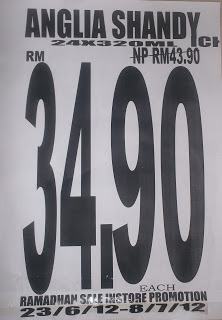 ANGLIA SHANDY
24X320ML
CH
NP RM43.90
RM
34.90
EACH
RAMADHAN SALE INSTORE PROMOTION
23/6/12-8/7/12